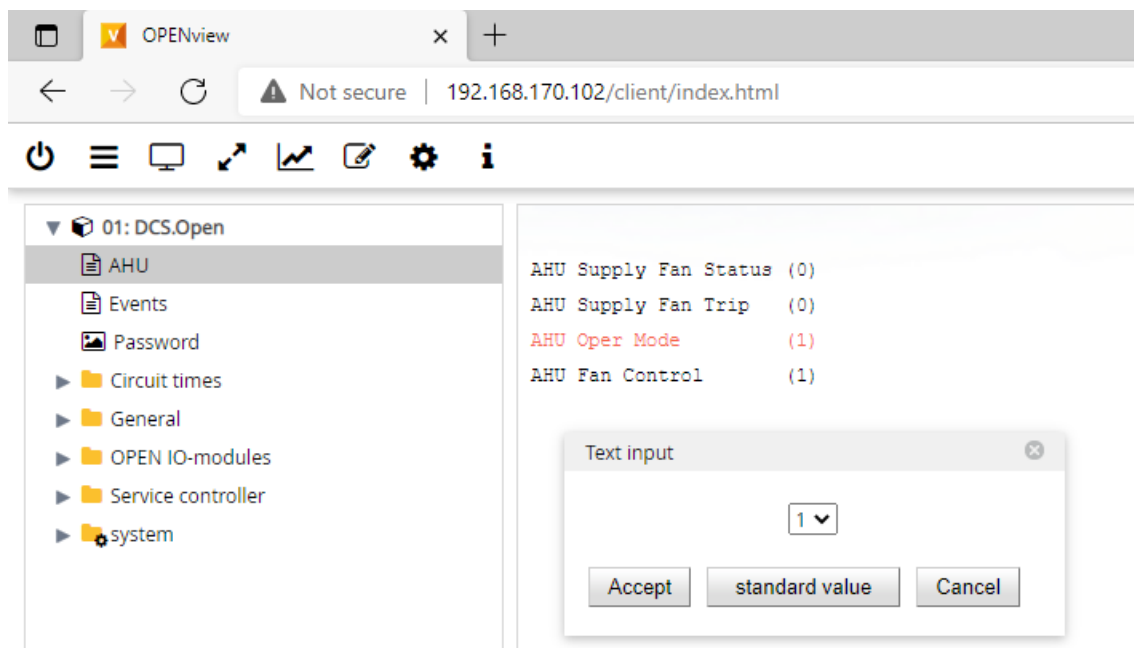 OPENview
Not secure | 192.168.170.102/client/index.html
01: DCS.Open
AHU
Events
Password
Circuit times
General
OPEN IO-modules
Service controller
system
AHU Supply Fan Status (0)
AHU Supply Fan Trip (0)
AHU Oper Mode (1)
AHU Fan Control (1)
Text input
1
Accept standard value Cancel